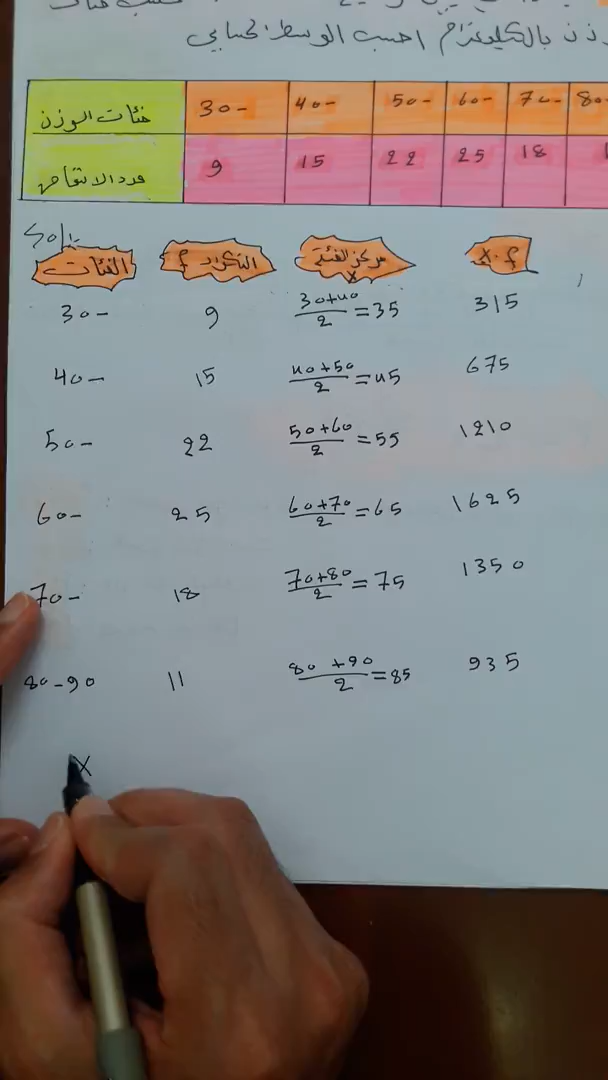 وزن بالكيلوغرام احسب الوسط الحسابي
فئات الوزن 30- 40- 50- 60- 70- 80-
عدد الاشخاص 9 15 22 25 18
Sol/:
الفئات التكرار f مركز الفئة x f.x
30- 9 30+40/2 =35 315
40- 15 40+50/2 =45 675
50- 22 50+60/2 =55 1210
60- 25 60+70/2 =65 1625
70- 18 70+80/2 =75 1350
80-90 11 80+90/2 =85 935
X